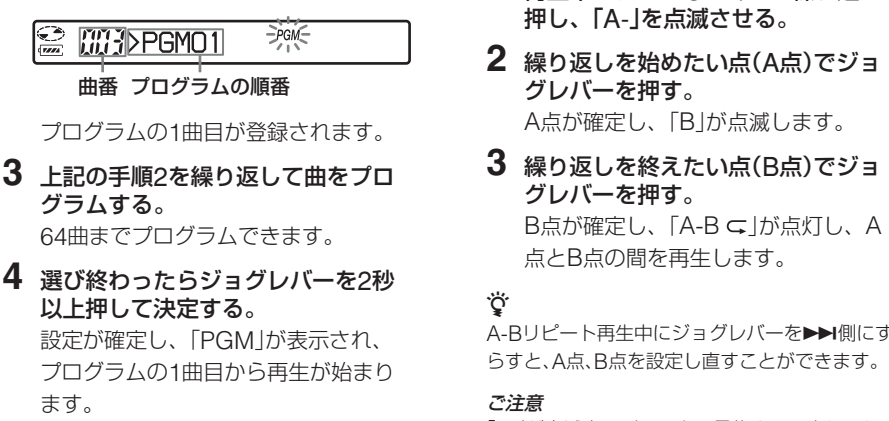 003>PGM01 PGM
曲番 プログラムの順番
プログラムの1曲目が登録されます。
3 上記の手順2を繰り返して曲をプロ
グラムする。
64曲までプログラムできます。
4 選び終わったらジョグレバーを2秒
以上押して決定する。
設定が確定し、「PGM」が表示され、
プログラムの1曲目から再生が始まり
ます。
押し、「A-」を点滅させる。
2 繰り返しを始めたい点(A点)でジョ
グレバーを押す。
A点が確定し、「B」が点滅します。
3 繰り返しを終えたい点(B点)でジョ
グレバーを押す。
B点が確定し、「A-B ⊂」が点灯し、A
点とB点の間を再生します。
A-Bリピート再生中にジョグレバーを▶▶I側にず
らすと、A点、B点を設定し直すことができます。
ご注意